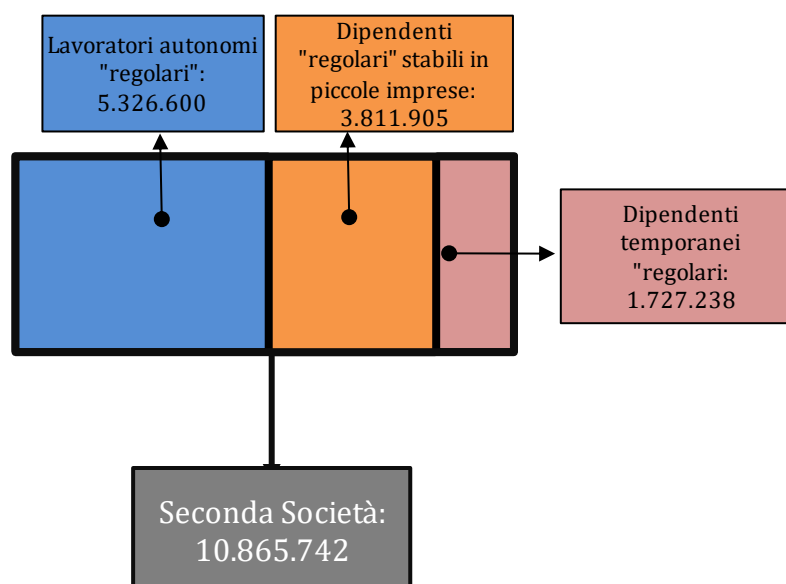 Lavoratori autonomi
"regolari":
5.326.600
Dipendenti
"regolari" stabili in
piccole imprese:
3.811.905
Dipendenti
temporanei
"regolari:
1.727.238
Seconda Società:
10.865.742